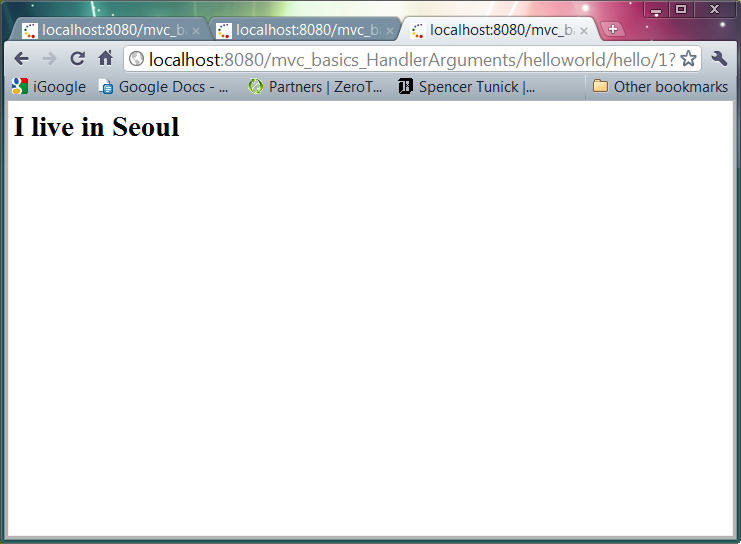 localhost:8080/mvc_b localhost:8080/mvc_b localhost:8080/mvc_b
localhost:8080/mvc_basics_HandlerArguments/helloworld/hello/1?
iGoogle Google Docs - ... Partners | ZeroT... Spencer Tunick |... Other bookmarks
I live in Seoul